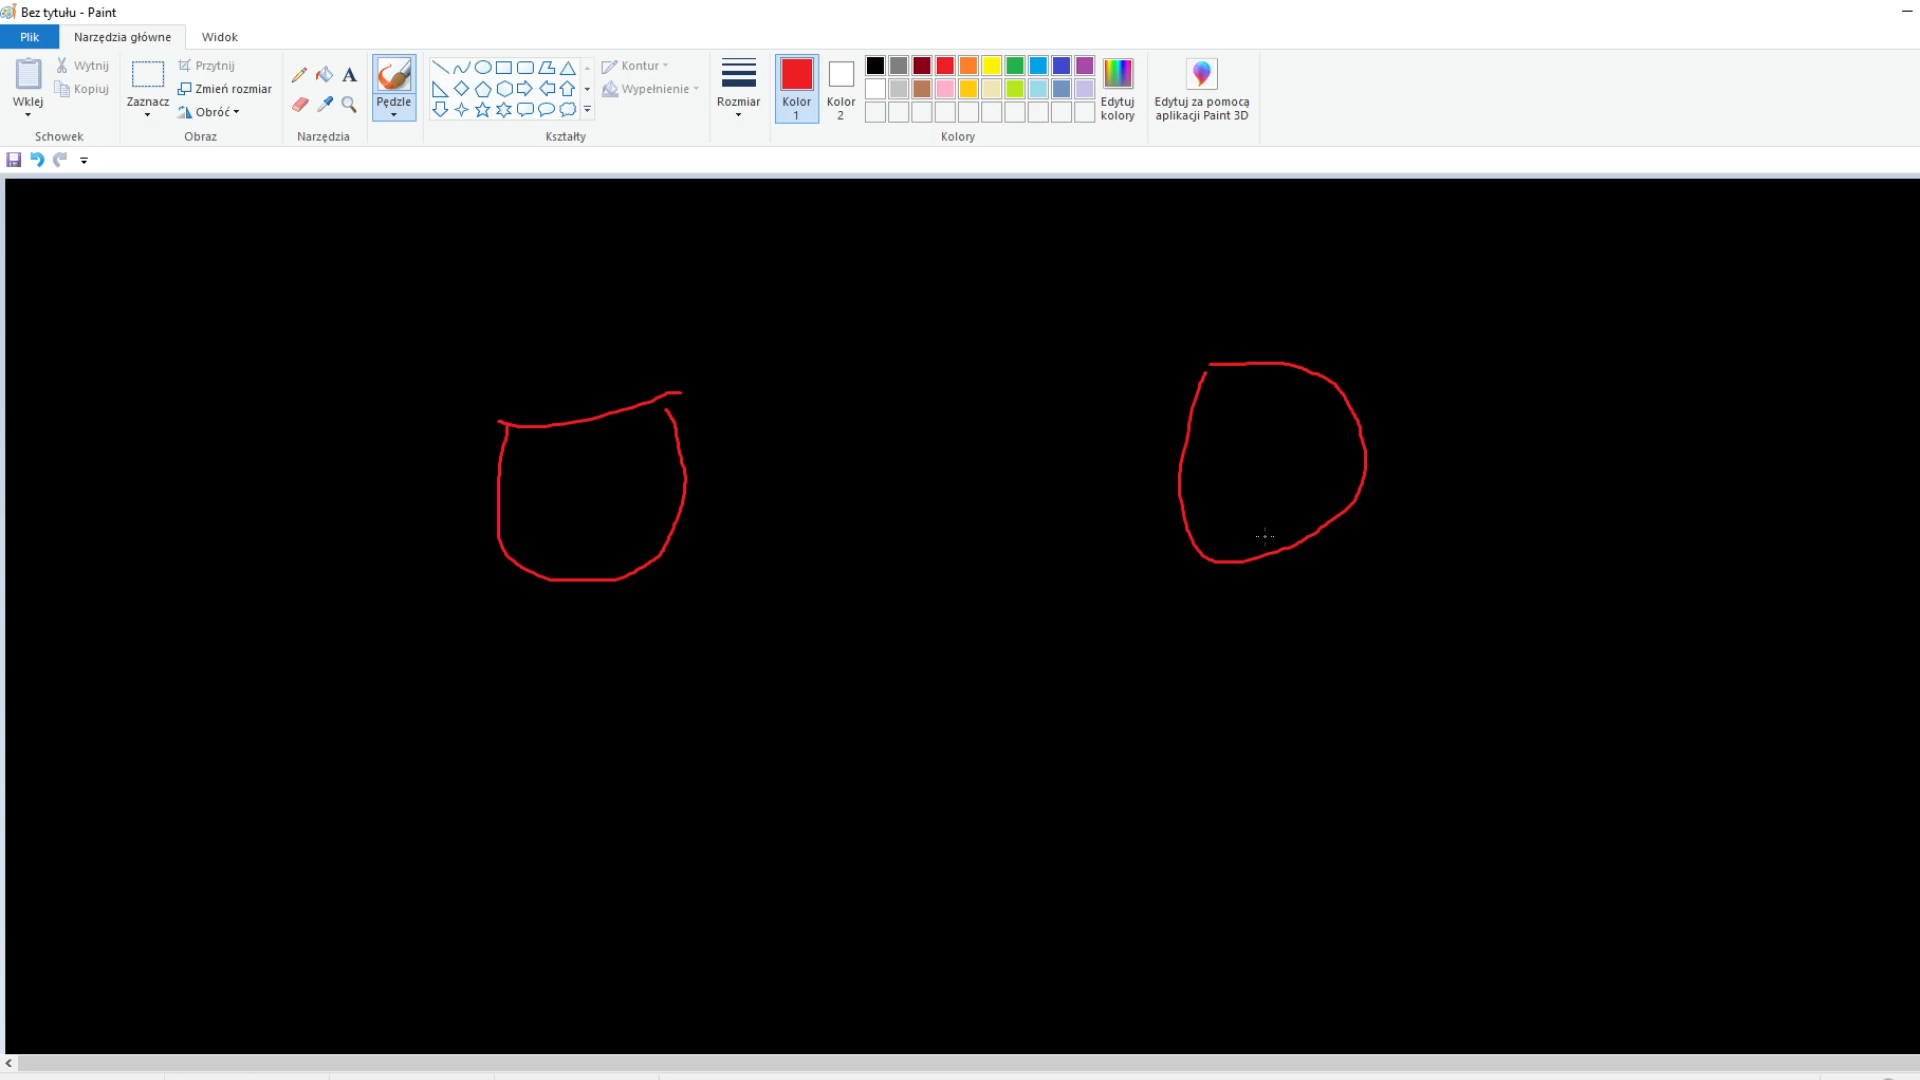 Bez tytułu - Paint
Plik Narzędzia główne Widok
Wklej
Wytnij
Kopiuj
Schowek
Zaznacz
Przytnij
Zmień rozmiar
Obróć
Obraz
A
Narzędzia
Pędzle
Kontur
Wypełnienie
Kształty
Rozmiar
Kolor
1
Kolor
2
Edytuj
kolory
Kolory
Edytuj za pomocą
aplikacji Paint 3D